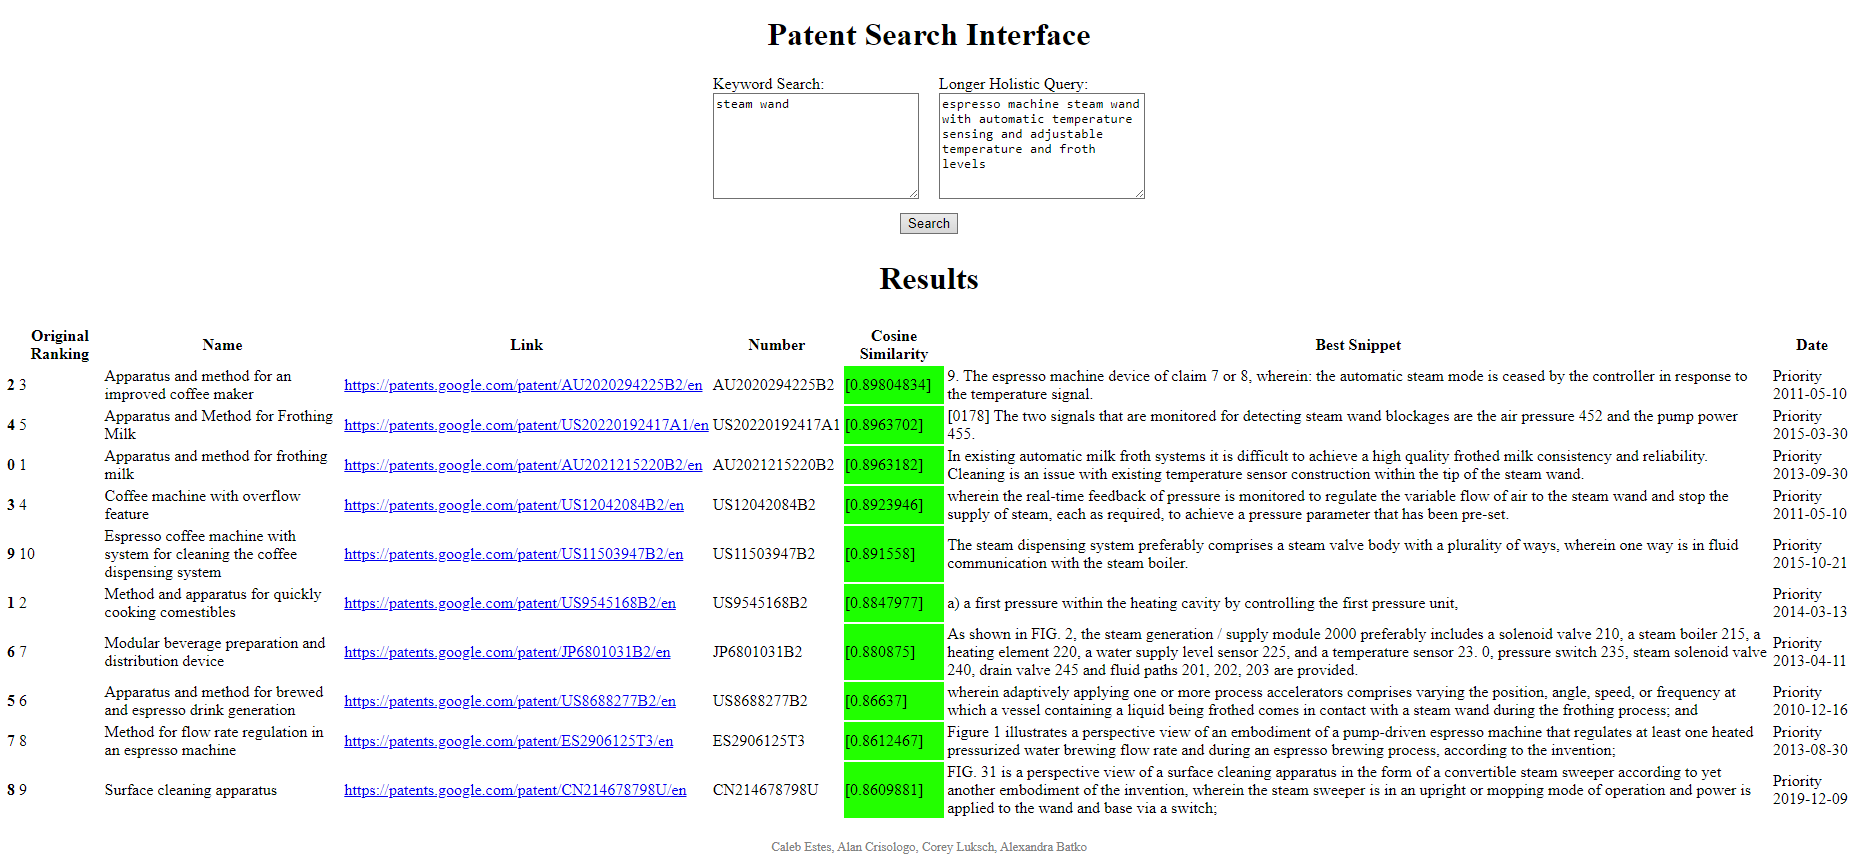 Patent Search Interface
Keyword Search:
Longer Holistic Query:
steam wand
espresso machine steam wand
with automatic temperature
sensing and adjustable
temperature and froth
levels
Search
Results
Original Ranking Name Link Number Cosine Similarity Best Snippet Date
2 3 Apparatus and method for an improved coffee maker https://patents.google.com/patent/AU2020294225B2/en AU2020294225B2 [0.89804834] 9. The espresso machine device of claim 7 or 8, wherein: the automatic steam mode is ceased by the controller in response to the temperature signal. Priority 2011-05-10
4 5 Apparatus and Method for Frothing Milk https://patents.google.com/patent/US20220192417A1/en US20220192417A1 [0.8963702] [0178] The two signals that are monitored for detecting steam wand blockages are the air pressure 452 and the pump power 455. Priority 2015-03-30
0 1 Apparatus and method for frothing milk https://patents.google.com/patent/AU2021215220B2/en AU2021215220B2 [0.8963182] In existing automatic milk froth systems it is difficult to achieve a high quality frothed milk consistency and reliability. Cleaning is an issue with existing temperature sensor construction within the tip of the steam wand. Priority 2013-09-30
3 4 Coffee machine with overflow feature https://patents.google.com/patent/US12042084B2/en US12042084B2 [0.8923946] wherein the real-time feedback of pressure is monitored to regulate the variable flow of air to the steam wand and stop the supply of steam, each as required, to achieve a pressure parameter that has been pre-set. Priority 2011-05-10
9 10 Espresso coffee machine with system for cleaning the coffee dispensing system https://patents.google.com/patent/US11503947B2/en US11503947B2 [0.891558] The steam dispensing system preferably comprises a steam valve body with a plurality of ways, wherein one way is in fluid communication with the steam boiler. Priority 2015-10-21
1 2 Method and apparatus for quickly cooking comestibles https://patents.google.com/patent/US9545168B2/en US9545168B2 [0.8847977] a) a first pressure within the heating cavity by controlling the first pressure unit, Priority 2014-03-13
6 7 Modular beverage preparation and distribution device https://patents.google.com/patent/JP6801031B2/en JP6801031B2 [0.880875] As shown in FIG. 2, the steam generation / supply module 2000 preferably includes a solenoid valve 210, a steam boiler 215, a heating element 220, a water supply level sensor 225, and a temperature sensor 23. 0, pressure switch 235, steam solenoid valve 240, drain valve 245 and fluid paths 201, 202, 203 are provided. Priority 2013-04-11
5 6 Apparatus and method for brewed and espresso drink generation https://patents.google.com/patent/US8688277B2/en US8688277B2 [0.86637] wherein adaptively applying one or more process accelerators comprises varying the position, angle, speed, or frequency at which a vessel containing a liquid being frothed comes in contact with a steam wand during the frothing process; and Priority 2010-12-16
7 8 Method for flow rate regulation in an espresso machine https://patents.google.com/patent/ES2906125T3/en ES2906125T3 [0.8612467] Figure 1 illustrates a perspective view of an embodiment of a pump-driven espresso machine that regulates at least one heated pressurized water brewing flow rate and during an espresso brewing process, according to the invention; Priority 2013-08-30
8 9 Surface cleaning apparatus https://patents.google.com/patent/CN214678798U/en CN214678798U [0.8609881] FIG. 31 is a perspective view of a surface cleaning apparatus in the form of a convertible steam sweeper according to yet another embodiment of the invention, wherein the steam sweeper is in an upright or mopping mode of operation and power is applied to the wand and base via a switch; Priority 2019-12-09
Caleb Estes, Alan Crisologo, Corey Luksch, Alexandra Batko